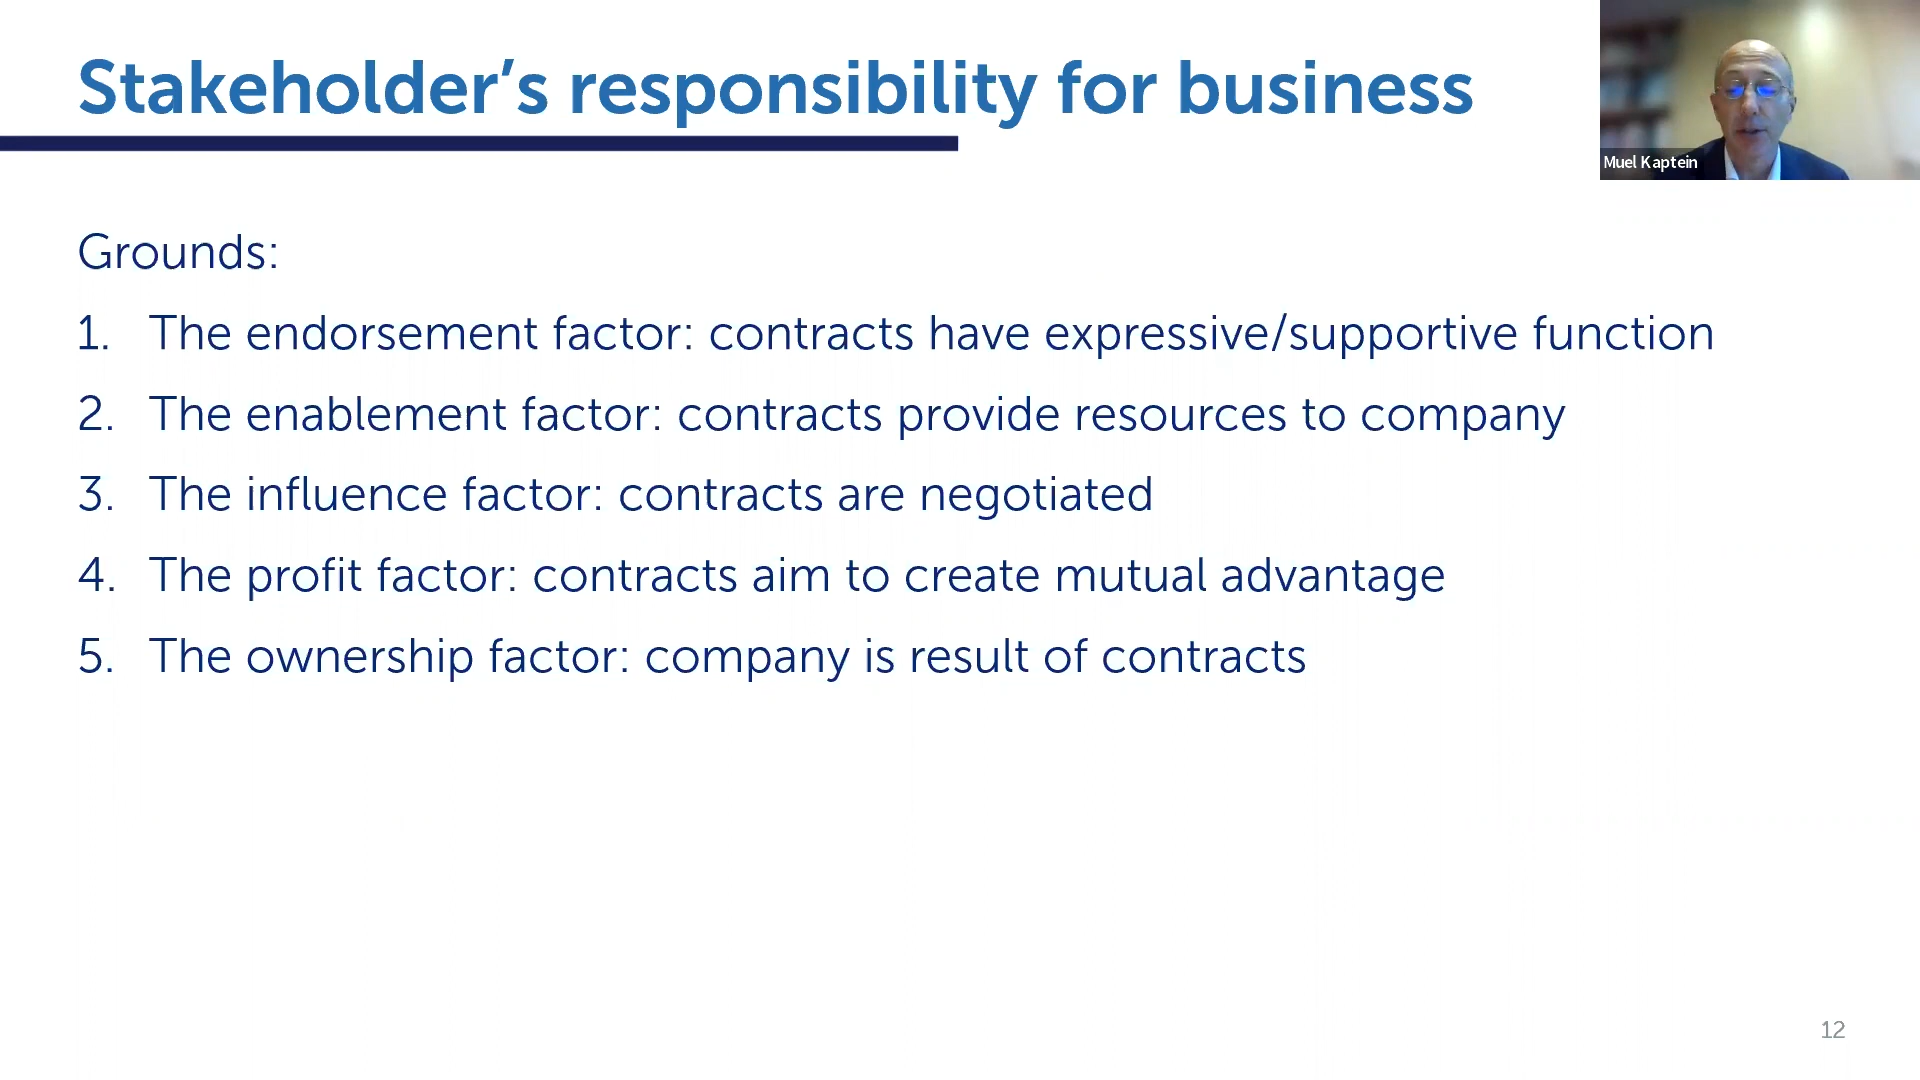 Stakeholder’s responsibility for business
Muel Kaptein
Grounds:
1. The endorsement factor: contracts have expressive/supportive function
2. The enablement factor: contracts provide resources to company
3. The influence factor: contracts are negotiated
4. The profit factor: contracts aim to create mutual advantage
5. The ownership factor: company is result of contracts
12